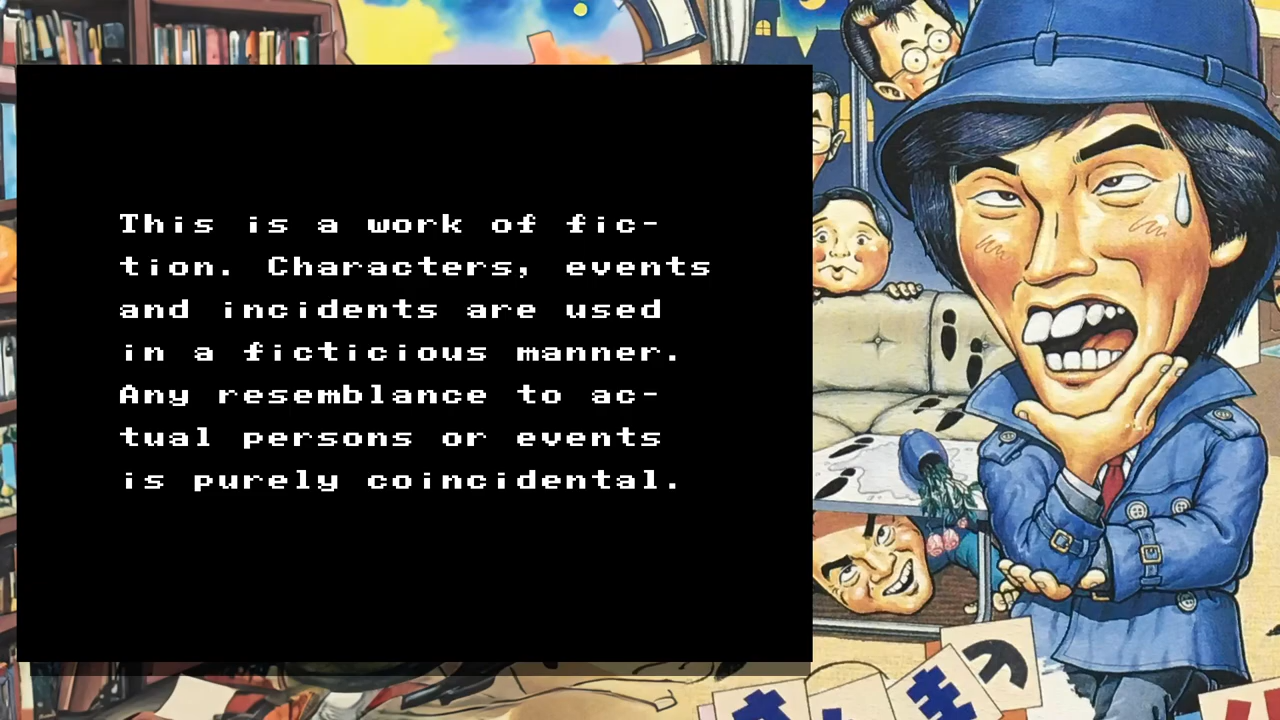 This is a work of fic-
tion. Characters, events
and incidents are used
in a ficticious manner.
Any resemblance to ac-
tual persons or events
is purely coincidental.